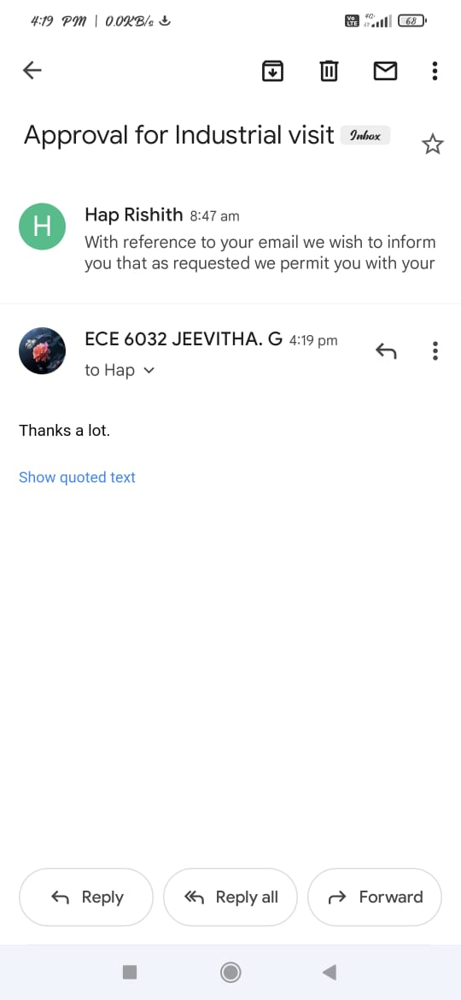 4:19 PM | 0.0KB/s
Vo LTE 4G 68
Approval for Industrial visit Inbox
H
Hap Rishith 8:47 am
With reference to your email we wish to inform
you that as requested we permit you with your
ECE 6032 JEEVITHA. G 4:19 pm
to Hap
Thanks a lot.
Show quoted text
Reply Reply all Forward